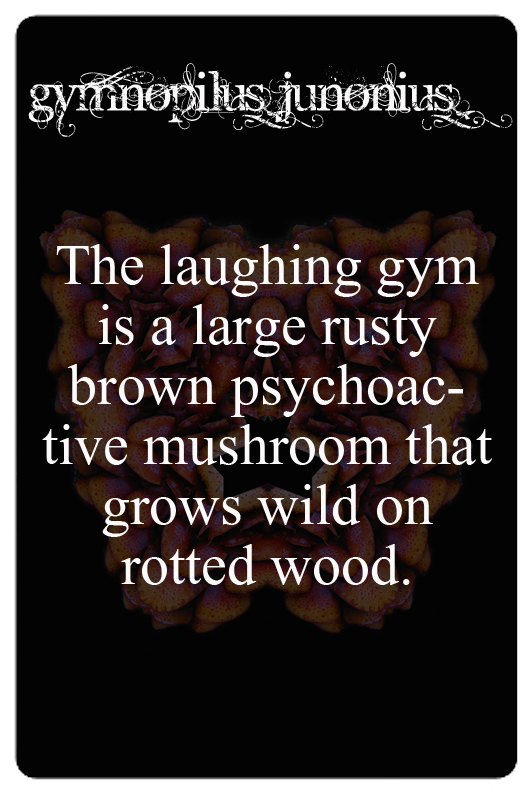 gymnopilus junonius
The laughing gym
is a large rusty
brown psychoac-
tive mushroom that
grows wild on
rotted wood.